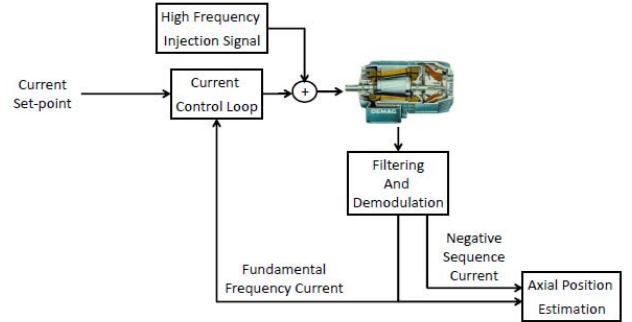 High Frequency
Injection Signal
Current
Set-point
Current
Control Loop
+
DEMAG
Filtering
And
Demodulation
Negative
Sequence
Current
Fundamental
Frequency Current
Axial Position
Estimation